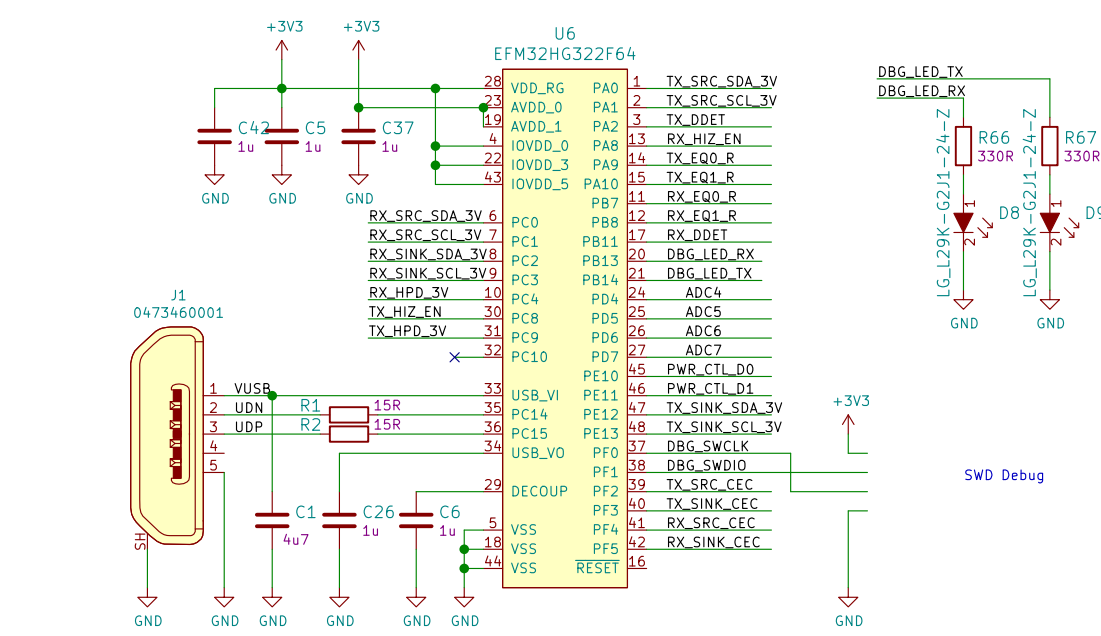 +3V3
+3V3
U6
EFM32HG322F64
28 VDD_RG
23 AVDD_0
19 AVDD_1
4 IOVDD_0
22 IOVDD_3
43 IOVDD_5
C42
1u
C5
1u
C37
1u
GND
GND
GND
RX_SRC_SDA_3V 6 PC0
RX_SRC_SCL_3V 7 PC1
RX_SINK_SDA_3V 8 PC2
RX_SINK_SCL_3V 9 PC3
RX_HPD_3V 10 PC4
TX_HIZ_EN 30 PC8
TX_HPD_3V 31 PC9
32 PC10
33 USB_VI
35 PC14
36 PC15
34 USB_VO
29 DECOUP
5 VSS
18 VSS
44 VSS
PA0 1 TX_SRC_SDA_3V
PA1 2 TX_SRC_SCL_3V
PA2 3 TX_DDET
PA8 13 RX_HIZ_EN
PA9 14 TX_EQ0_R
PA10 15 TX_EQ1_R
PB7 11 RX_EQ0_R
PB8 12 RX_EQ1_R
PB11 17 RX_DDET
PB13 20 DBG_LED_RX
PB14 21 DBG_LED_TX
PD4 24 ADC4
PD5 25 ADC5
PD6 26 ADC6
PD7 27 ADC7
PE10 45 PWR_CTL_D0
PE11 46 PWR_CTL_D1
PE12 47 TX_SINK_SDA_3V
PE13 48 TX_SINK_SCL_3V
PF0 37 DBG_SWCLK
PF1 38 DBG_SWDIO
PF2 39 TX_SRC_CEC
PF3 40 TX_SINK_CEC
PF4 41 RX_SRC_CEC
PF5 42 RX_SINK_CEC
RESET 16
J1
0473460001
1 VUSB
2 UDN
3 UDP
4
5
HS
R1 15R
R2 15R
C1
4u7
C26
1u
C6
1u
GND
GND
GND
GND
GND
GND
DBG_LED_TX
DBG_LED_RX
R66
330R
R67
330R
LG_L29K-G2J1-24-Z
LG_L29K-G2J1-24-Z
1
2
D8
1
2
D9
GND
GND
+3V3
SWD Debug
GND